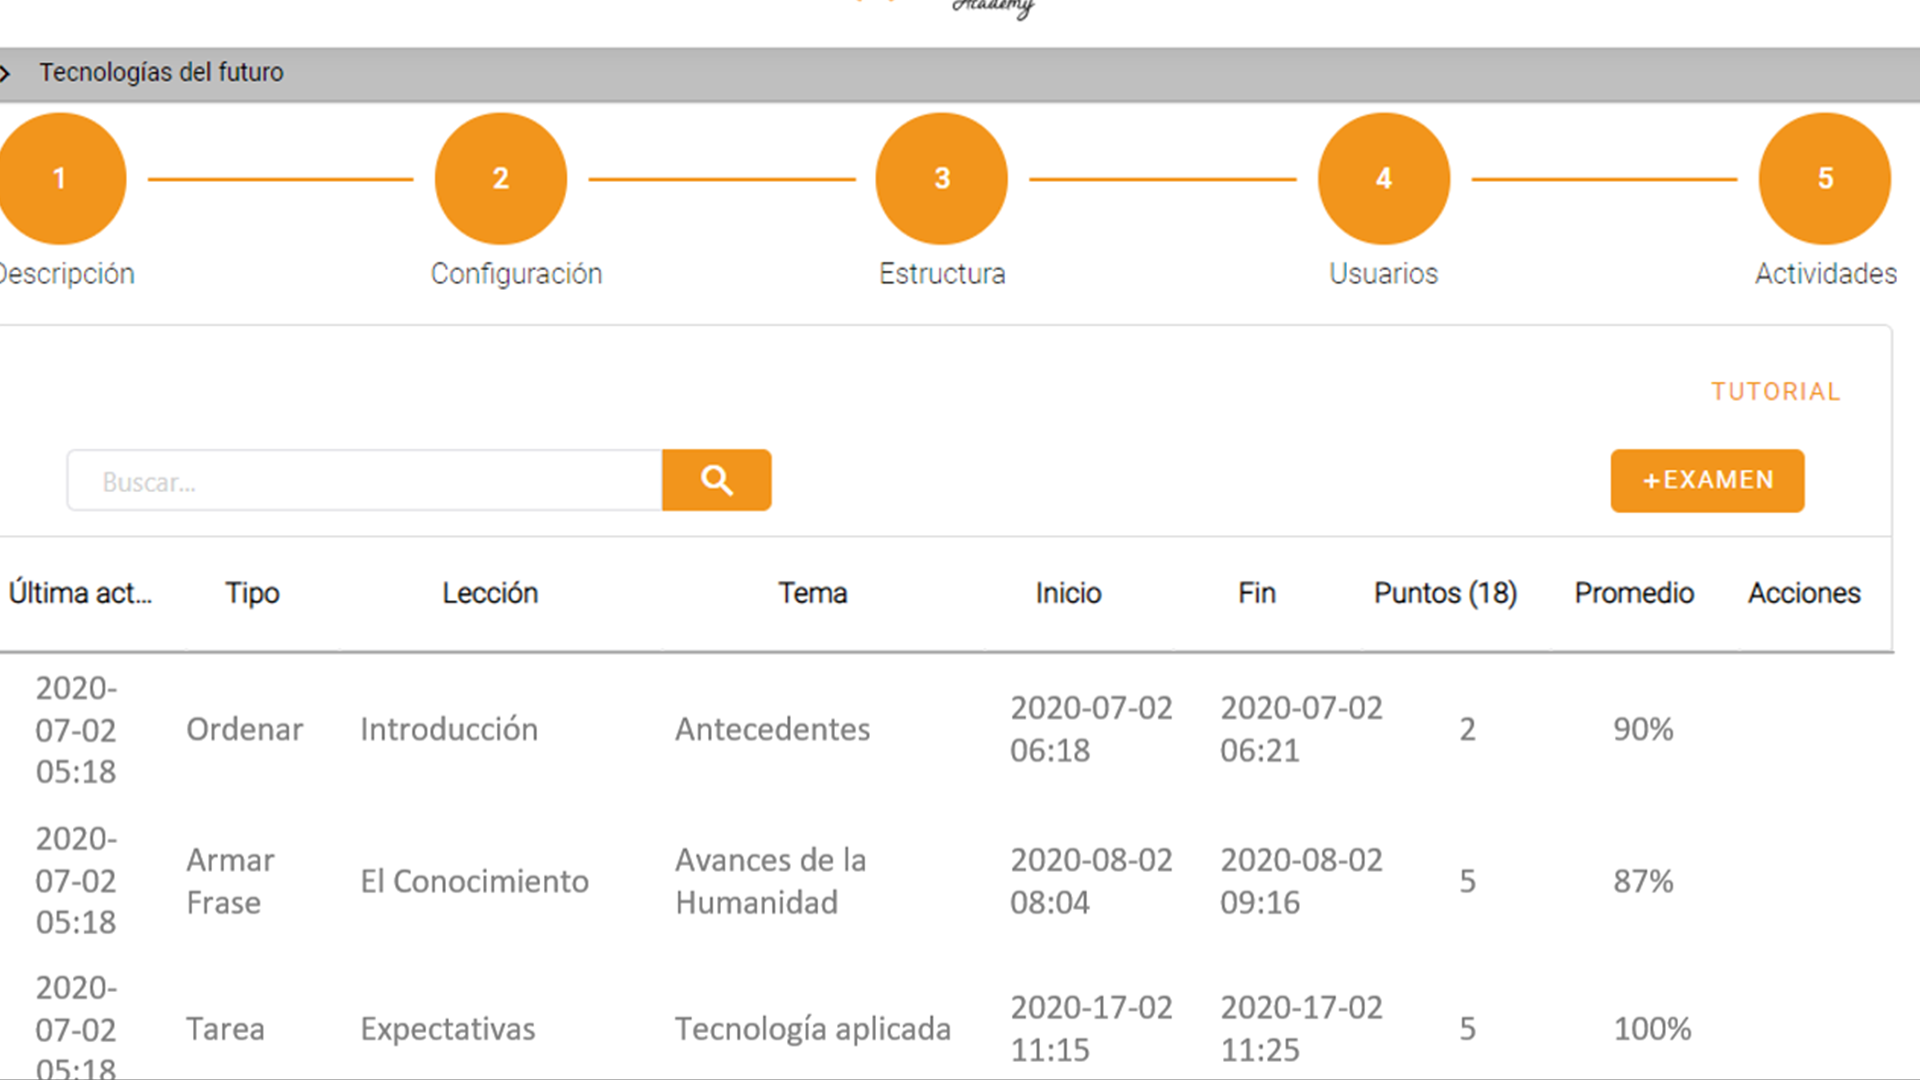 Academy
Tecnologías del futuro
1 2 3 4 5
Descripción Configuración Estructura Usuarios Actividades
TUTORIAL
Buscar... +EXAMEN
Última act... Tipo Lección Tema Inicio Fin Puntos (18) Promedio Acciones
2020-07-02 05:18 Ordenar Introducción Antecedentes 2020-07-02 06:18 2020-07-02 06:21 2 90%
2020-07-02 05:18 Armar Frase El Conocimiento Avances de la Humanidad 2020-08-02 08:04 2020-08-02 09:16 5 87%
2020-07-02 05:18 Tarea Expectativas Tecnología aplicada 2020-17-02 11:15 2020-17-02 11:25 5 100%